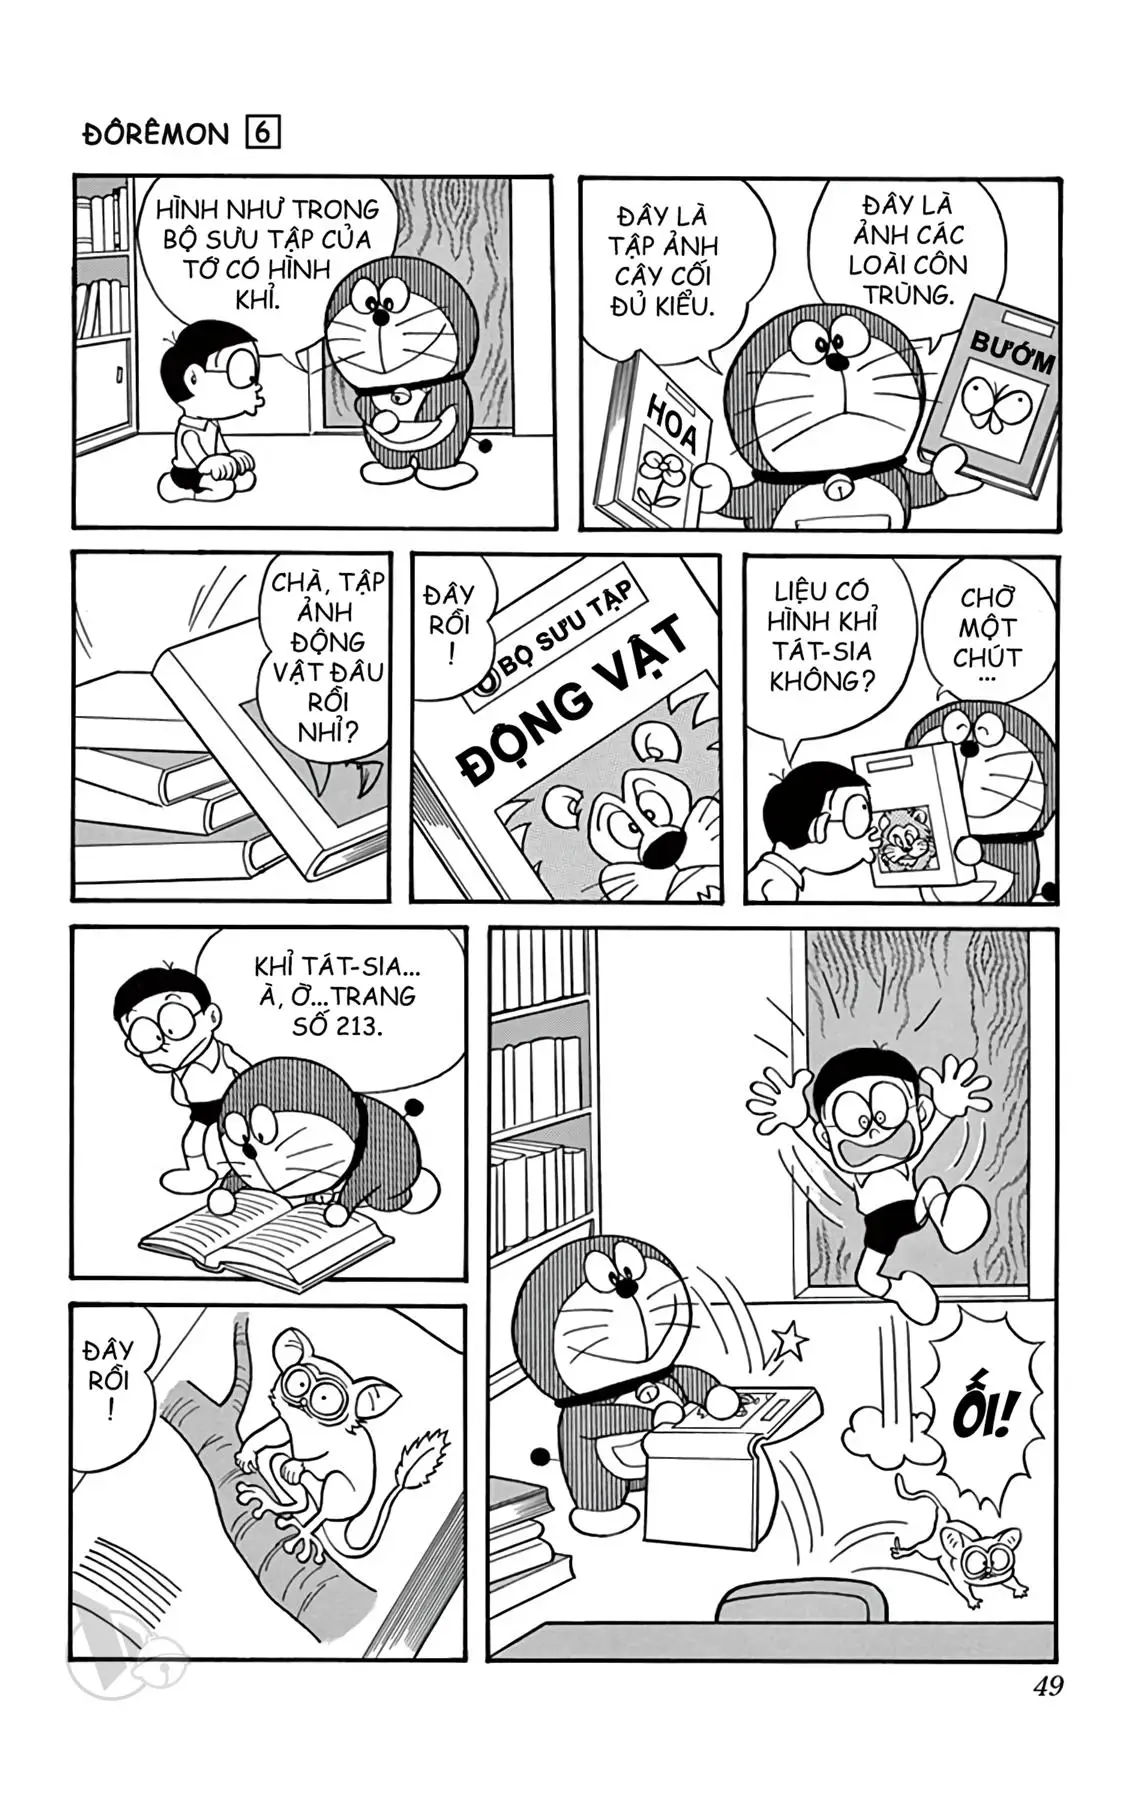 ĐÔRÊMON 6
HÌNH NHƯ TRONG
BỘ SƯU TẬP CỦA
TỚ CÓ HÌNH
KHỈ.
ĐÂY LÀ
TẬP ẢNH
CÂY CỐI
ĐỦ KIỂU.
ĐÂY LÀ
ẢNH CÁC
LOÀI CÔN
TRÙNG.
HOA
BƯỚM
CHÀ, TẬP
ẢNH
ĐỘNG
VẬT ĐÂU
RỒI
NHỈ?
ĐÂY
RỒI
!
BỘ SƯU TẬP
ĐỘNG VẬT
LIỆU CÓ
HÌNH KHỈ
TÁT-SIA
KHÔNG?
CHỜ
MỘT
CHÚT
...
KHỈ TÁT-SIA...
À, Ờ...TRANG
SỐ 213.
ĐÂY
RỒI
!
ỐI!
49